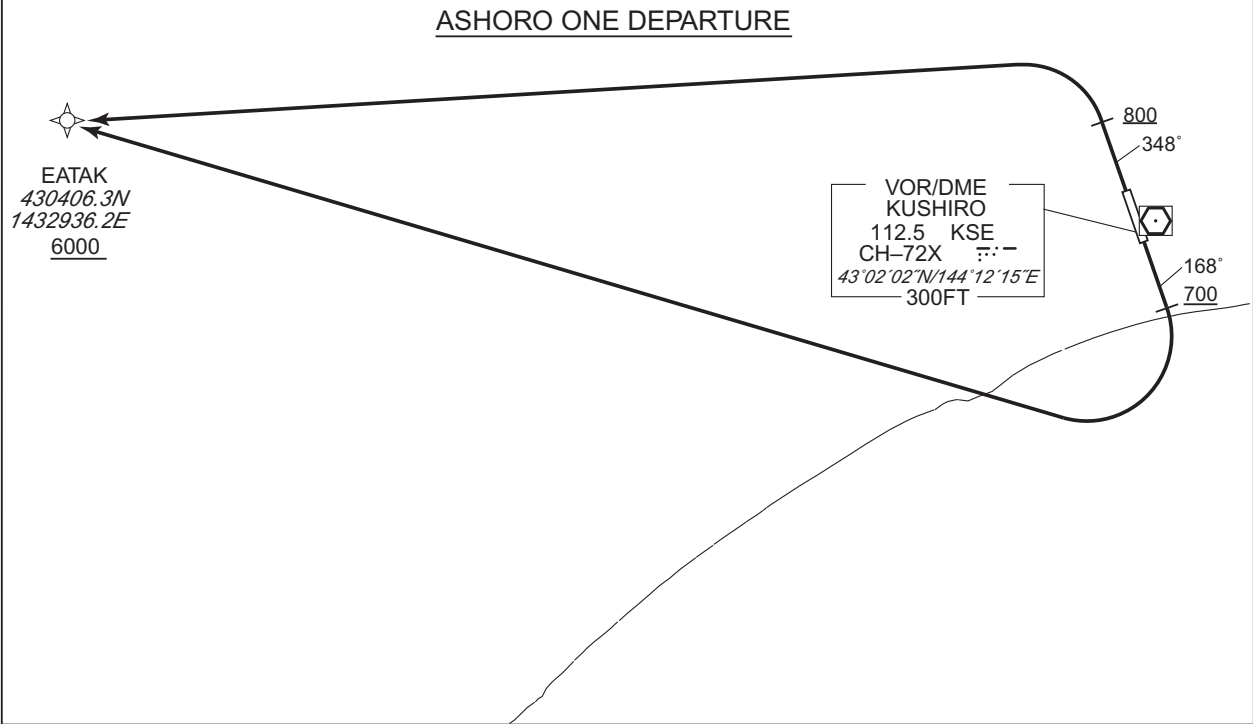 ASHORO ONE DEPARTURE
800
348°
EATAK
430406.3N
1432936.2E
6000
VOR/DME
KUSHIRO
112.5 KSE
CH–72X
43°02′02″N/144°12′15″E
300FT
168°
700